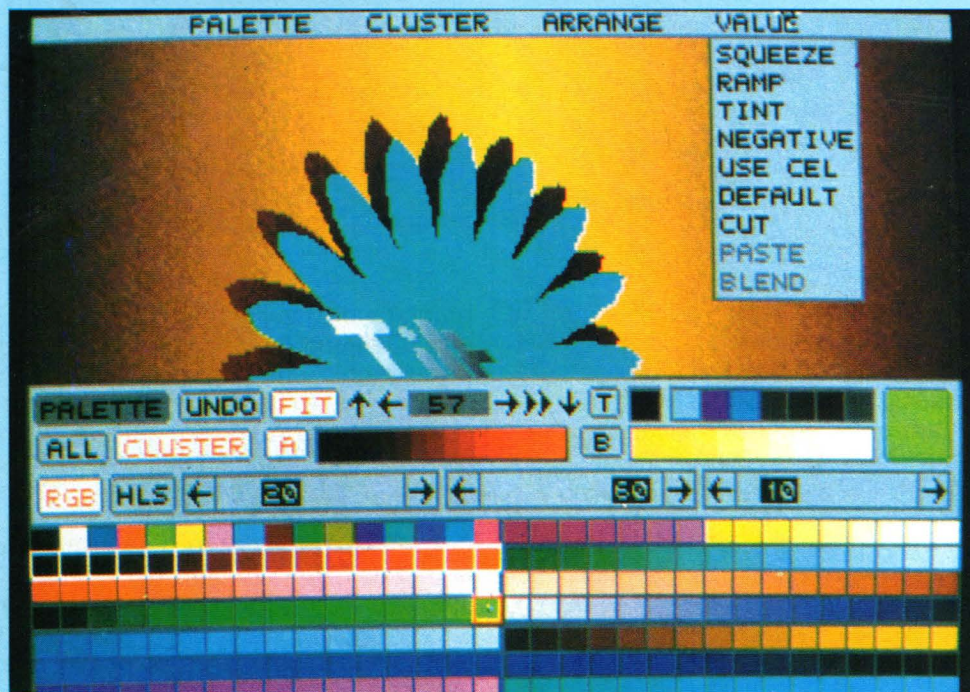 PALETTE CLUSTER ARRANGE VALUE
SQUEEZE
RAMP
TINT
NEGATIVE
USE CEL
DEFAULT
CUT
PASTE
BLEND
PALETTE UNDO FIT 57 T
ALL CLUSTER A B
RGB HLS 20 60 10